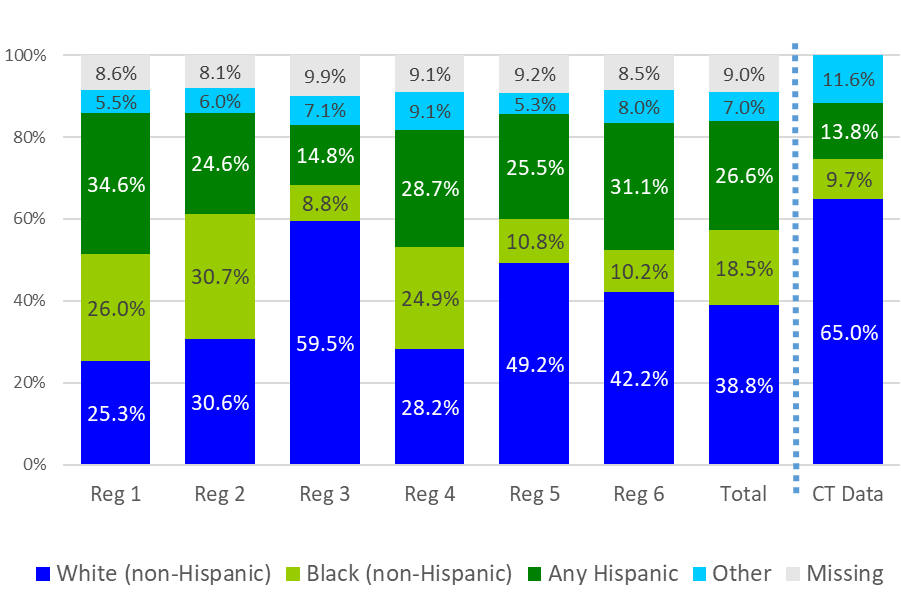 100%
80%
60%
40%
20%
0%
8.6% 8.1% 9.9% 9.1% 9.2% 8.5% 9.0%
5.5% 6.0% 7.1% 9.1% 5.3% 8.0% 7.0% 11.6%
34.6% 24.6% 14.8% 28.7% 25.5% 31.1% 26.6% 13.8%
26.0% 30.7% 8.8% 24.9% 10.8% 10.2% 18.5% 9.7%
25.3% 30.6% 59.5% 28.2% 49.2% 42.2% 38.8% 65.0%
Reg 1 Reg 2 Reg 3 Reg 4 Reg 5 Reg 6 Total CT Data
White (non-Hispanic) Black (non-Hispanic) Any Hispanic Other Missing